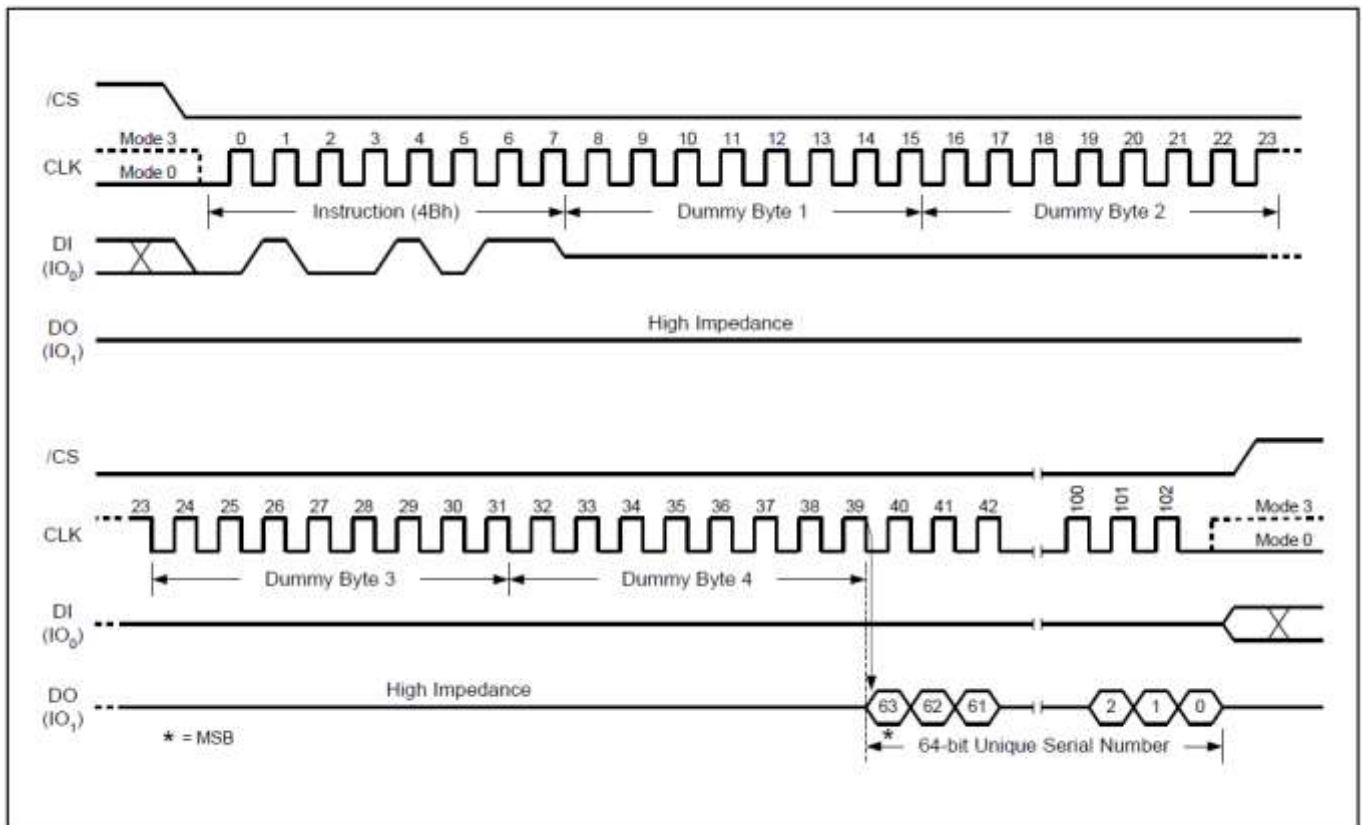 /CS
Mode 3 0 1 2 3 4 5 6 7 8 9 10 11 12 13 14 15 16 17 18 19 20 21 22 23
CLK Mode 0
Instruction (4Bh) Dummy Byte 1 Dummy Byte 2
DI
(IO0)
High Impedance
DO
(IO1)
/CS
23 24 25 26 27 28 29 30 31 32 33 34 35 36 37 38 39 40 41 42 100 101 102 Mode 3
CLK Mode 0
Dummy Byte 3 Dummy Byte 4
DI
(IO0)
High Impedance
DO
(IO1)
63 62 61 2 1 0
* = MSB
* 64-bit Unique Serial Number